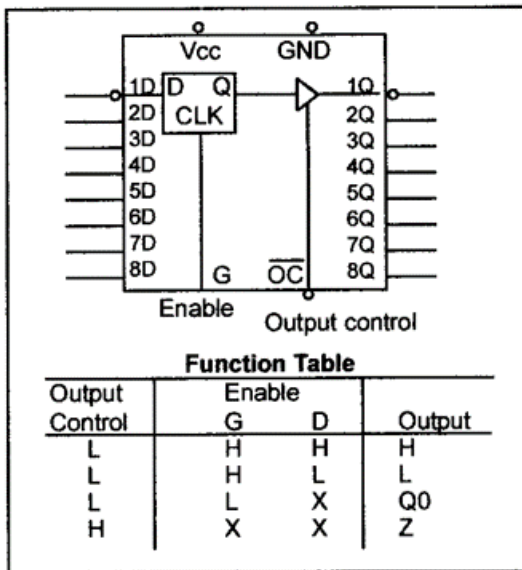 Vcc GND
1D D Q 1Q
2D CLK 2Q
3D 3Q
4D 4Q
5D 5Q
6D 6Q
7D 7Q
8D G OC 8Q
Enable Output control
Function Table
Output Enable
Control G D Output
L H H H
L H L L
L L X Q0
H X X Z